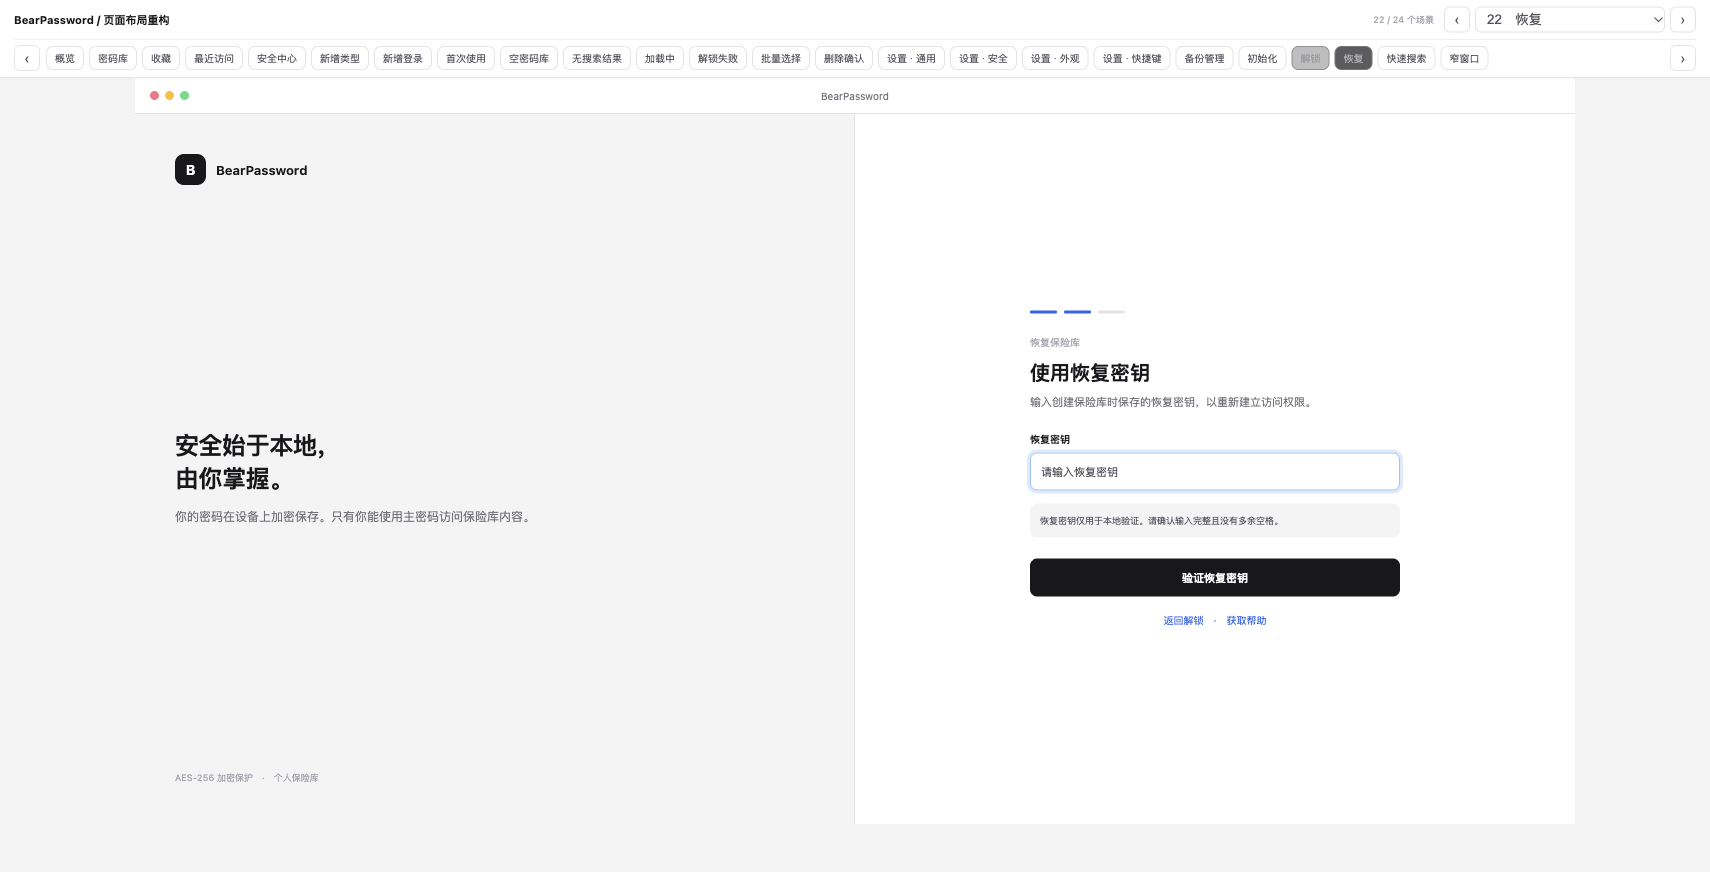 BearPassword / 页面布局重构
22 / 24 个场景
‹
22 恢复
›
‹
概览
密码库
收藏
最近访问
安全中心
新增类型
新增登录
首次使用
空密码库
无搜索结果
加载中
解锁失败
批量选择
删除确认
设置 · 通用
设置 · 安全
设置 · 外观
设置 · 快捷键
备份管理
初始化
解锁
恢复
快速搜索
窄窗口
›
BearPassword
B
BearPassword
安全始于本地，
由你掌握。
你的密码在设备上加密保存。只有你能使用主密码访问保险库内容。
AES-256 加密保护 · 个人保险库
恢复保险库
使用恢复密钥
输入创建保险库时保存的恢复密钥，以重新建立访问权限。
恢复密钥
请输入恢复密钥
恢复密钥仅用于本地验证。请确认输入完整且没有多余空格。
验证恢复密钥
返回解锁 · 获取帮助